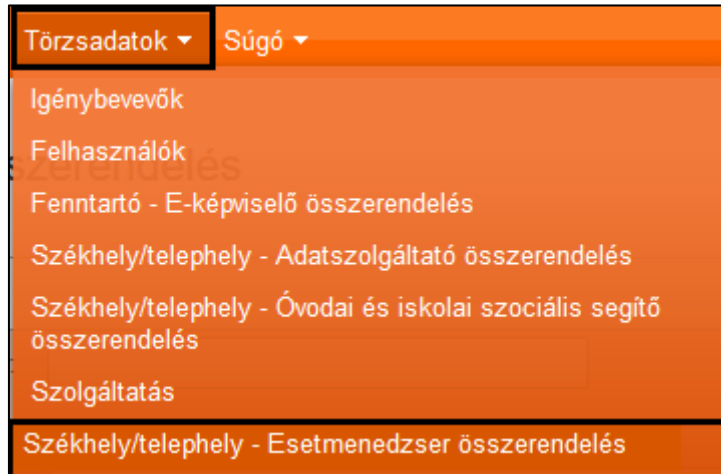 Törzsadatok Súgó
Igénybevevők
Felhasználók
Fenntartó - E-képviselő összerendelés
Székhely/telephely - Adatszolgáltató összerendelés
Székhely/telephely - Óvodai és iskolai szociális segítő
összerendelés
Szolgáltatás
Székhely/telephely - Esetmenedzser összerendelés